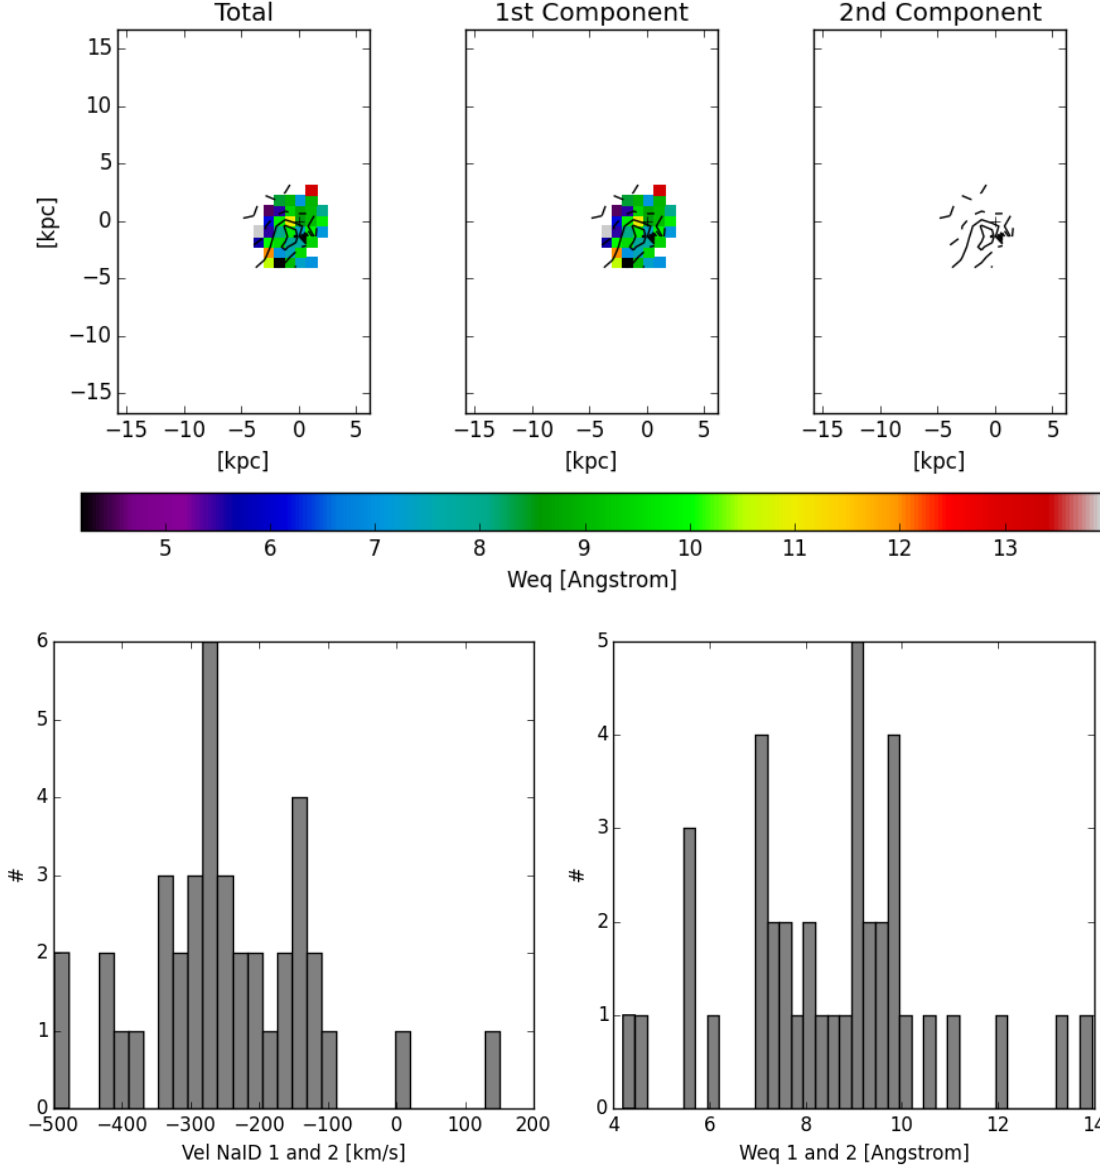 Total 1st Component 2nd Component
15
10
5
0
−5
−10
−15
[kpc]
−15 −10 −5 0 5 −15 −10 −5 0 5 −15 −10 −5 0 5
[kpc] [kpc] [kpc]
5 6 7 8 9 10 11 12 13
Weq [Angstrom]
6
5
4
3
2
1
0
#
−500 −400 −300 −200 −100 0 100 200
Vel NaID 1 and 2 [km/s]
5
4
3
2
1
0
#
4 6 8 10 12 14
Weq 1 and 2 [Angstrom]